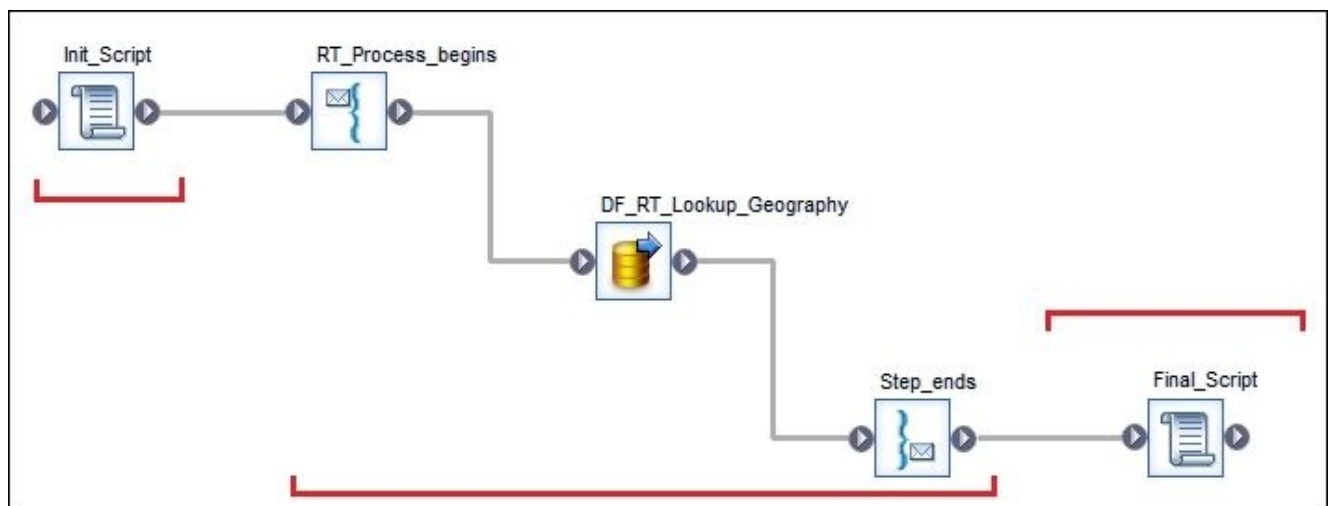 Init_Script
RT_Process_begins
DF_RT_Lookup_Geography
Step_ends
Final_Script